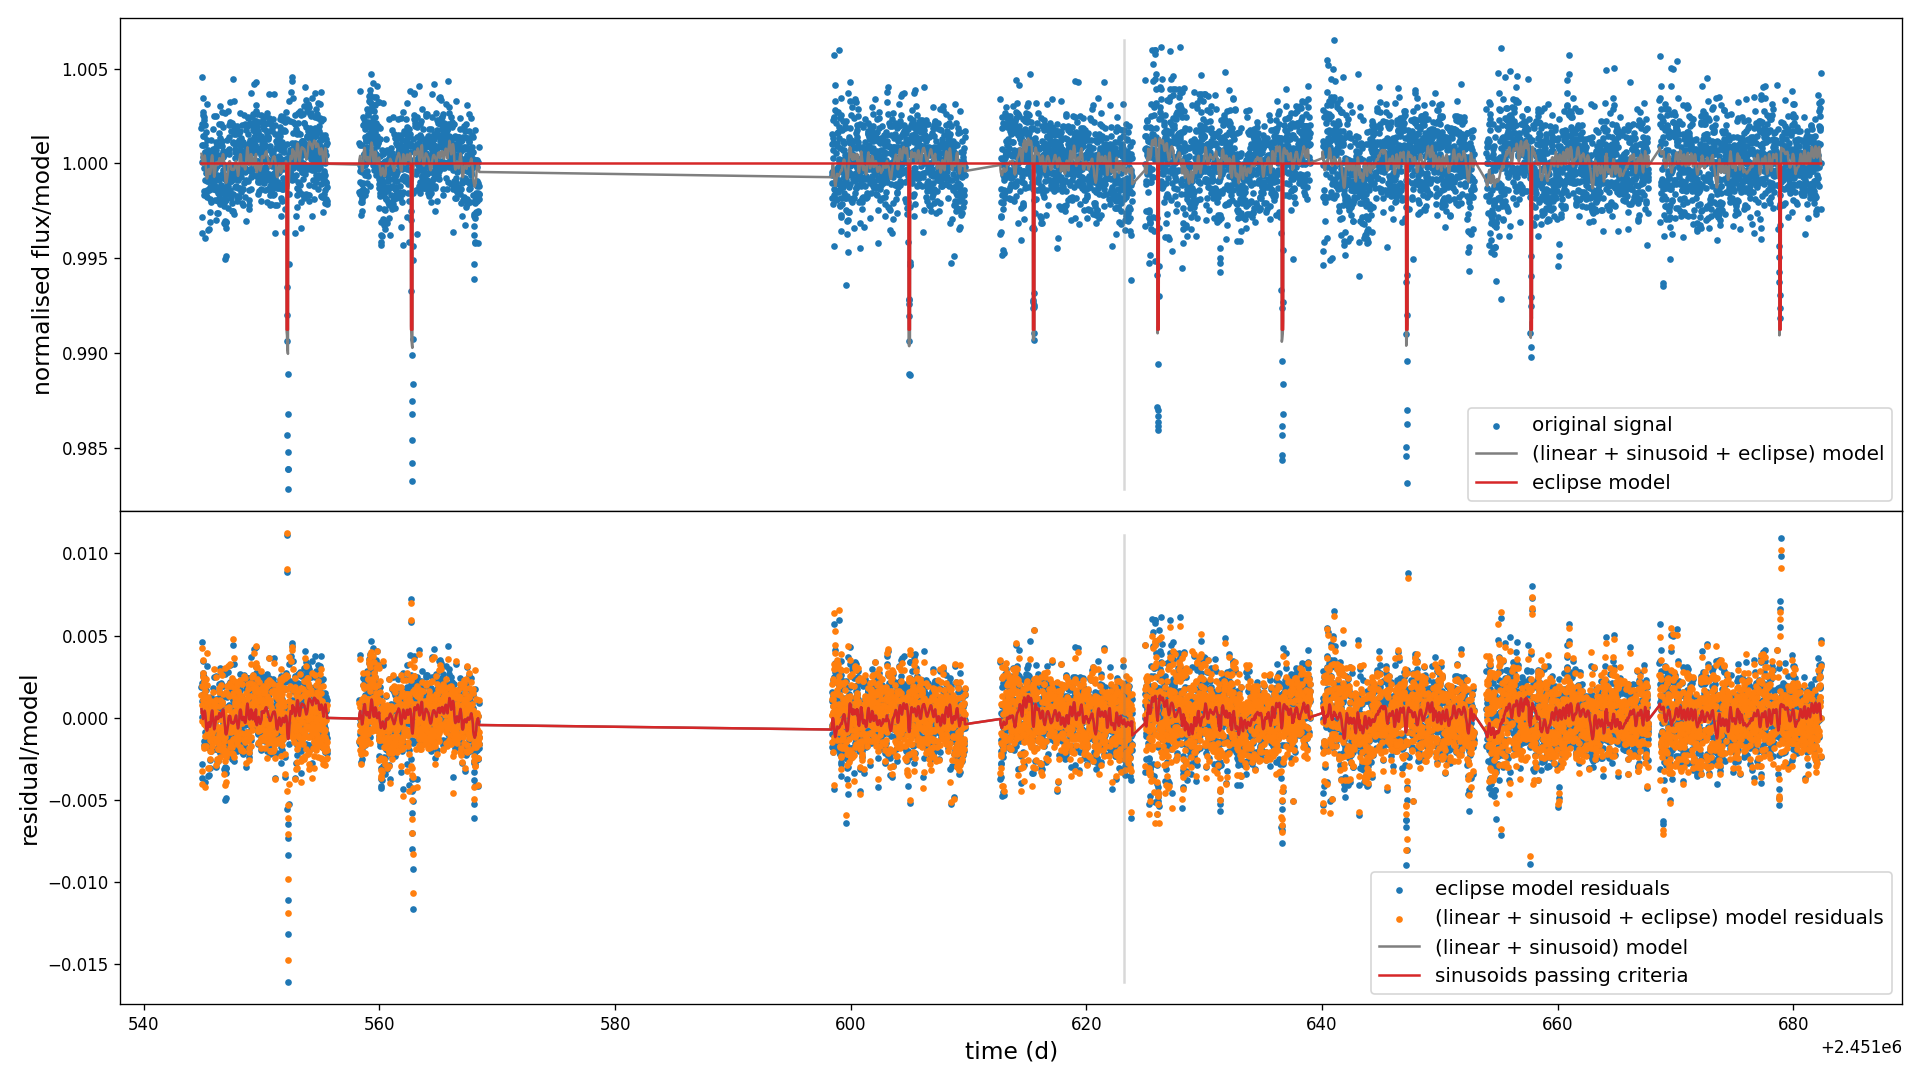 normalised flux/model
1.005
1.000
0.995
0.990
0.985
original signal
(linear + sinusoid + eclipse) model
eclipse model
residual/model
0.010
0.005
0.000
−0.005
−0.010
−0.015
eclipse model residuals
(linear + sinusoid + eclipse) model residuals
(linear + sinusoid) model
sinusoids passing criteria
540 560 580 600 620 640 660 680
time (d)
+2.451e6